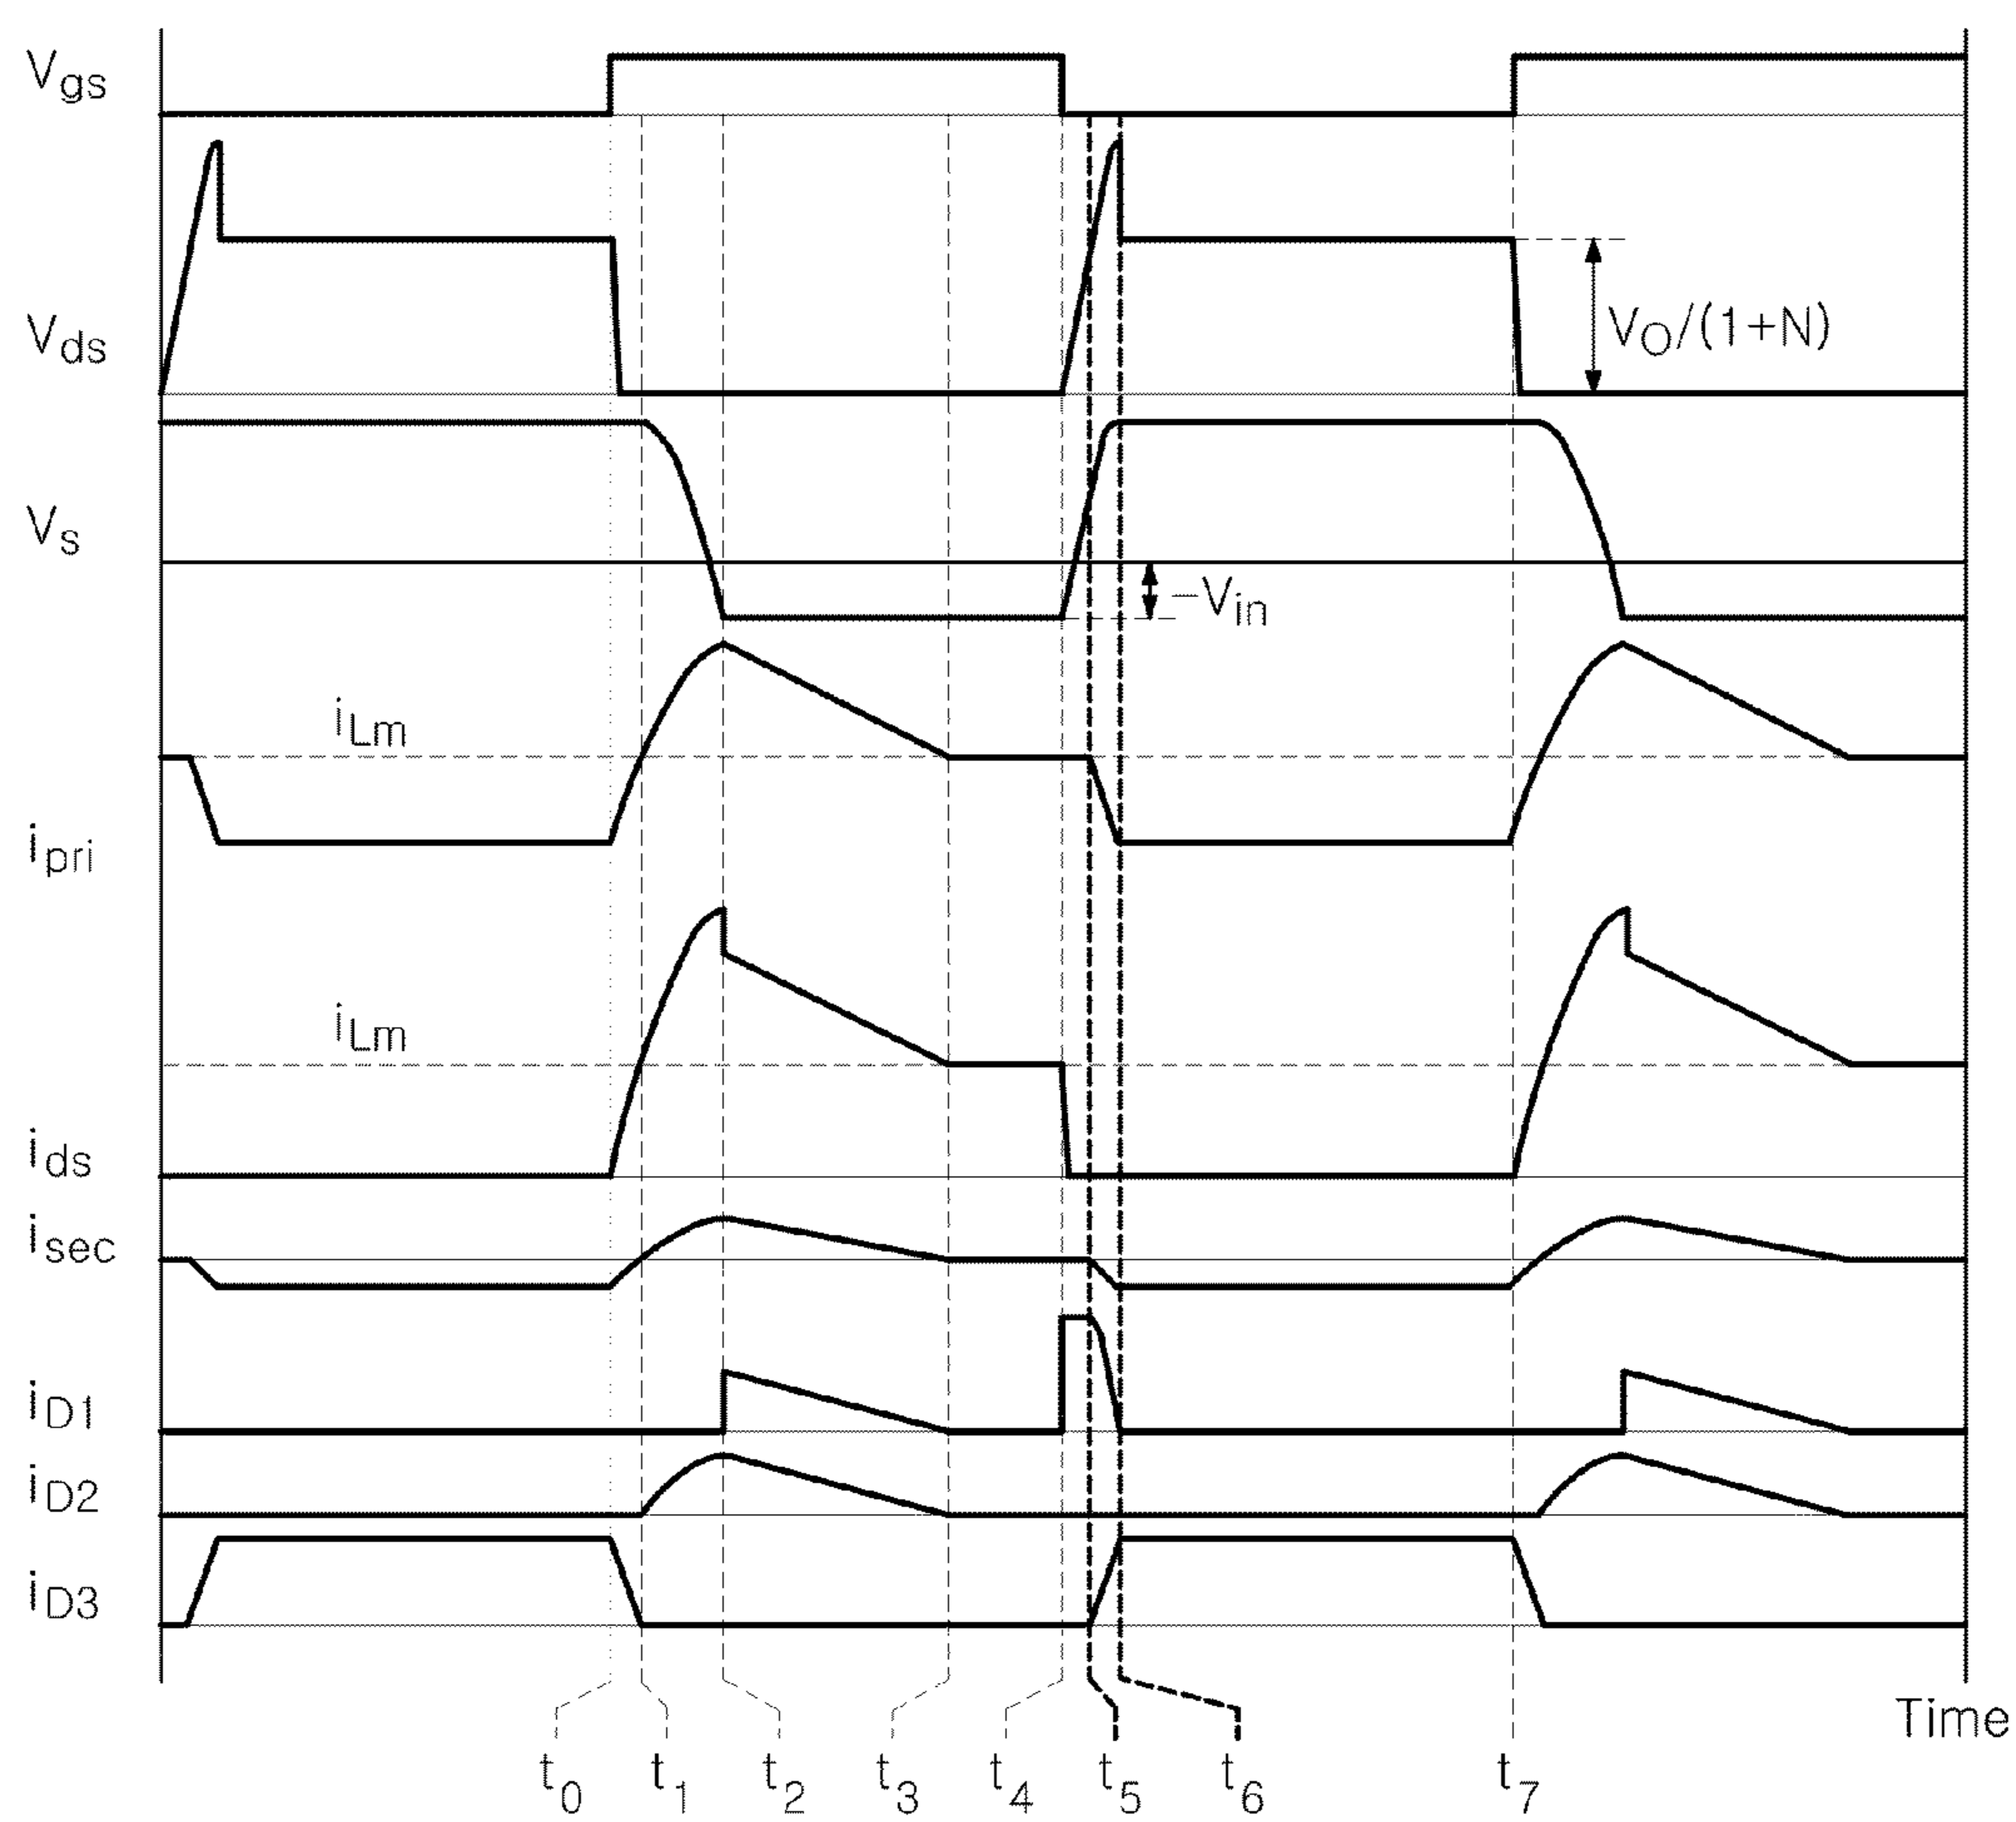 Vgs
Vds
VO/(1+N)
Vs
-Vin
iLm
ipri
iLm
ids
isec
iD1
iD2
iD3
Time
t0 t1 t2 t3 t4 t5 t6 t7